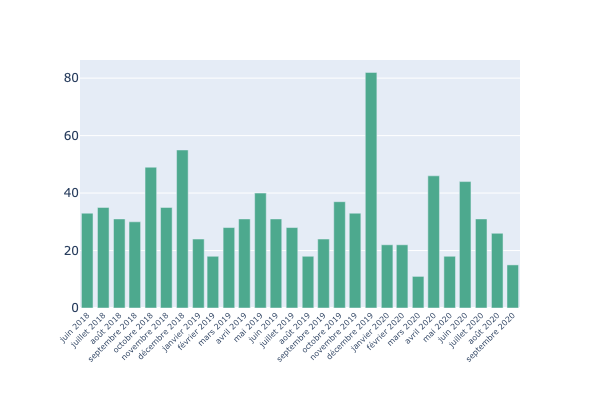 80
60
40
20
0
juin 2018
juillet 2018
août 2018
septembre 2018
octobre 2018
novembre 2018
décembre 2018
janvier 2019
février 2019
mars 2019
avril 2019
mai 2019
juin 2019
juillet 2019
août 2019
septembre 2019
octobre 2019
novembre 2019
décembre 2019
janvier 2020
février 2020
mars 2020
avril 2020
mai 2020
juin 2020
juillet 2020
août 2020
septembre 2020